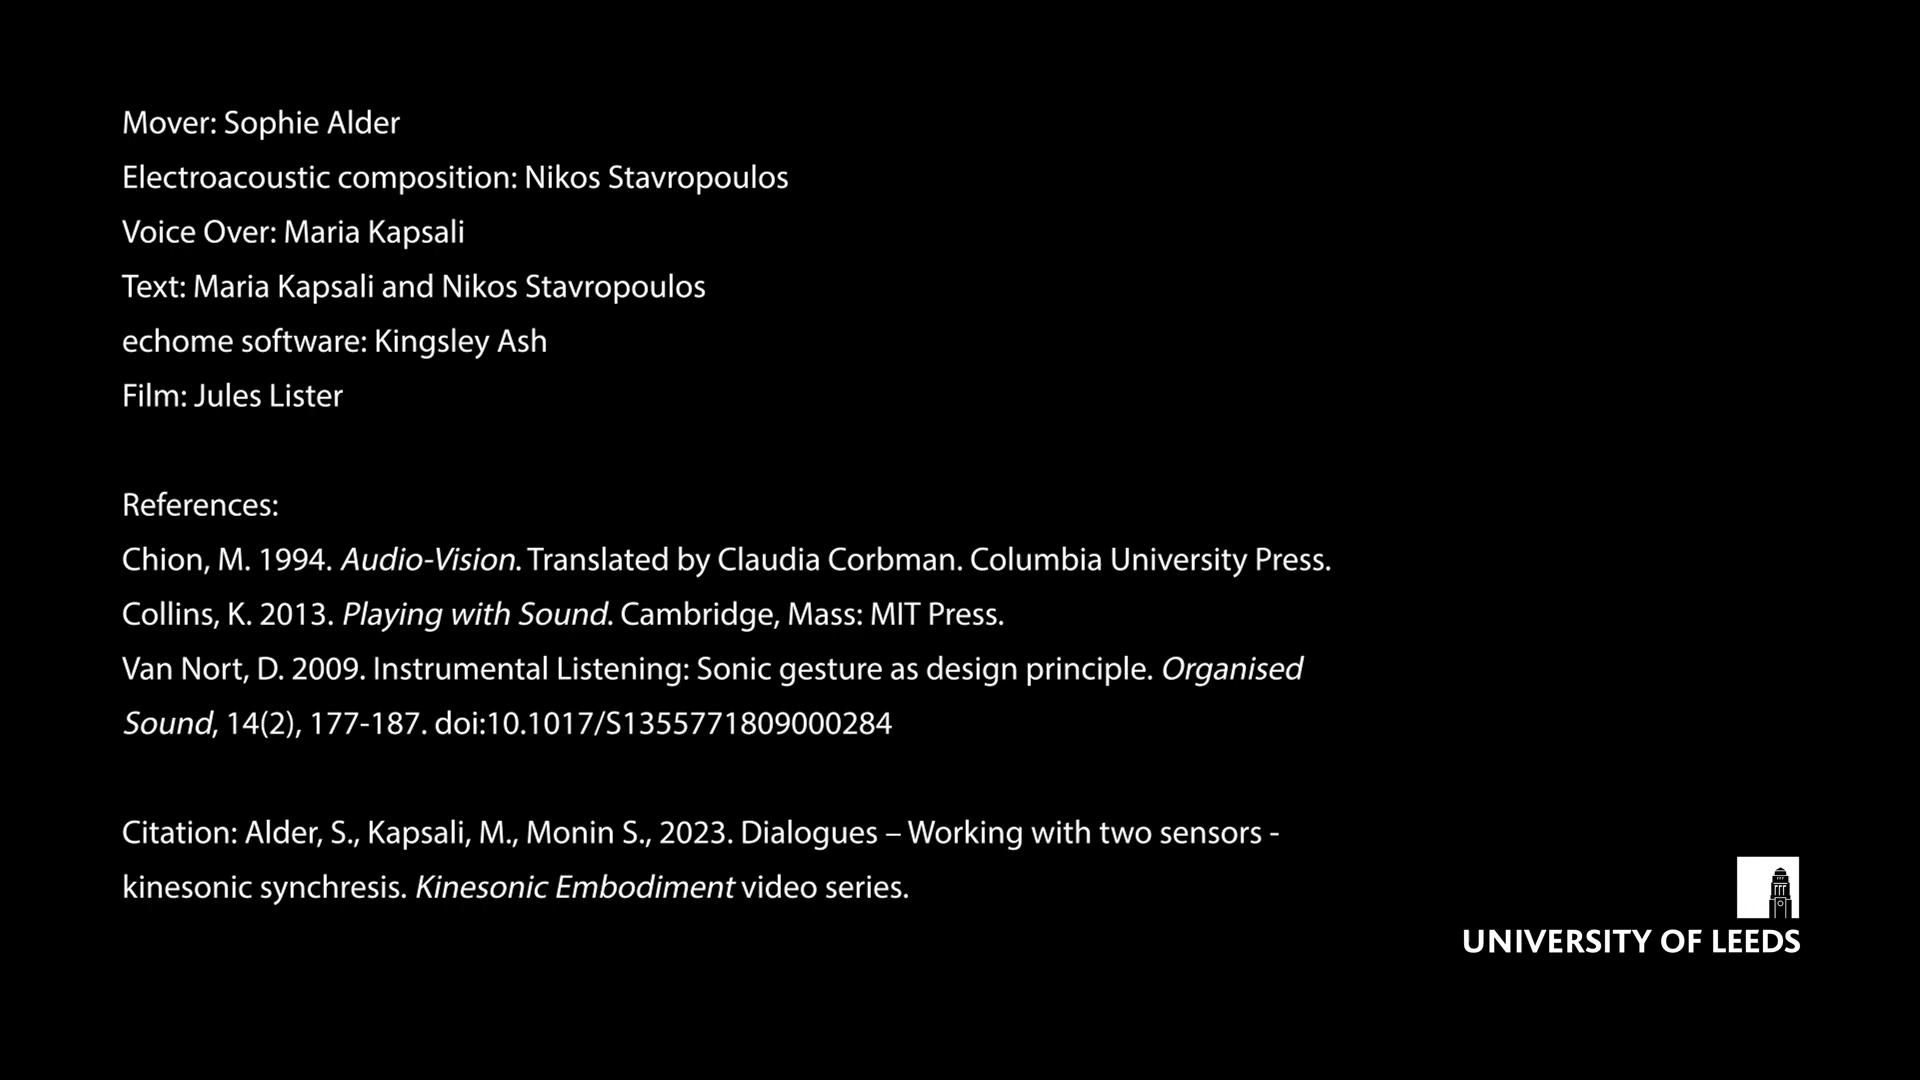 Mover: Sophie Alder
Electroacoustic composition: Nikos Stavropoulos
Voice Over: Maria Kapsali
Text: Maria Kapsali and Nikos Stavropoulos
echome software: Kingsley Ash
Film: Jules Lister
References:
Chion, M. 1994. Audio-Vision. Translated by Claudia Corbman. Columbia University Press.
Collins, K. 2013. Playing with Sound. Cambridge, Mass: MIT Press.
Van Nort, D. 2009. Instrumental Listening: Sonic gesture as design principle. Organised
Sound, 14(2), 177-187. doi:10.1017/S1355771809000284
Citation: Alder, S., Kapsali, M., Monin S., 2023. Dialogues – Working with two sensors -
kinesonic synchresis. Kinesonic Embodiment video series.
UNIVERSITY OF LEEDS